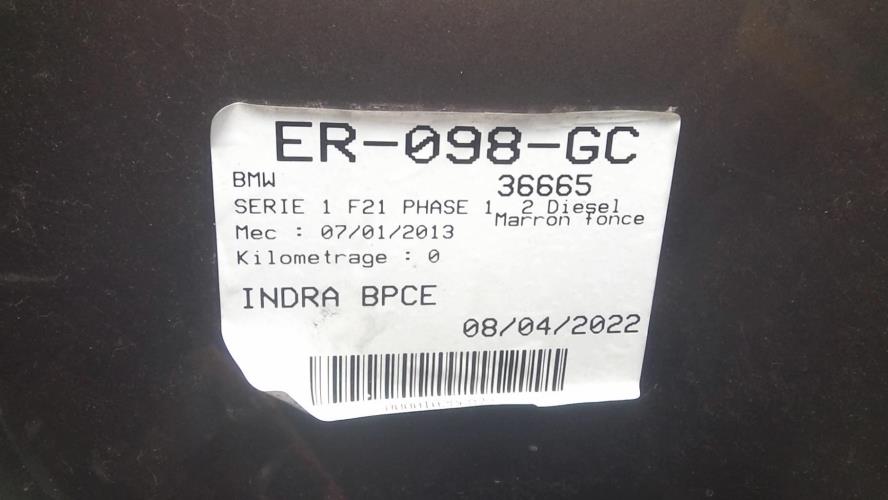 ER-098-GC
BMW 36665
SERIE 1 F21 PHASE 1, 2 Diesel
Marron fonce
Mec : 07/01/2013
Kilometrage : 0
INDRA BPCE
08/04/2022